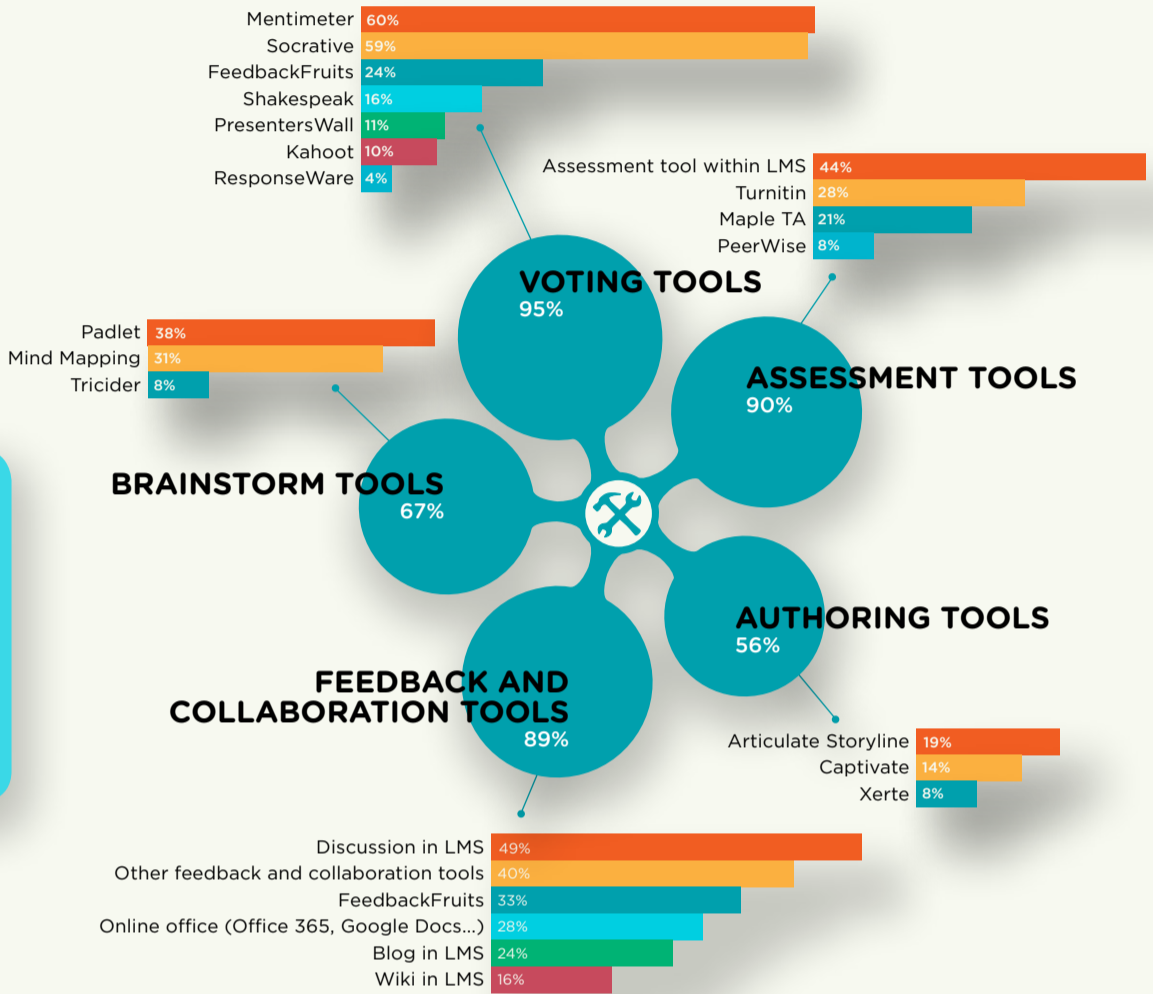 Mentimeter 60%
Socrative 59%
FeedbackFruits 24%
Shakespeak 16%
PresentersWall 11%
Kahoot 10%
ResponseWare 4%
Assessment tool within LMS 44%
Turnitin 28%
Maple TA 21%
PeerWise 8%
VOTING TOOLS
95%
Padlet 38%
Mind Mapping 31%
Tricider 8%
ASSESSMENT TOOLS
90%
BRAINSTORM TOOLS
67%
AUTHORING TOOLS
56%
FEEDBACK AND
COLLABORATION TOOLS
89%
Articulate Storyline 19%
Captivate 14%
Xerte 8%
Discussion in LMS 49%
Other feedback and collaboration tools 40%
FeedbackFruits 33%
Online office (Office 365, Google Docs...) 28%
Blog in LMS 24%
Wiki in LMS 16%